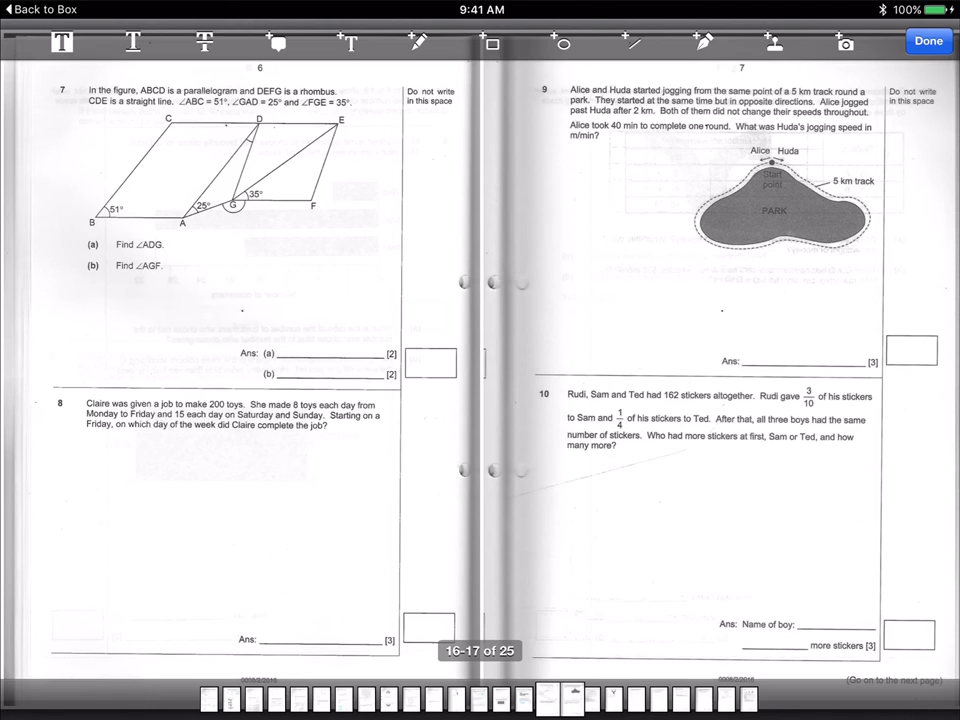 Back to Box
9:41 AM
100%
T T T T
Done
6
7 In the figure, ABCD is a parallelogram and DEFG is a rhombus.
CDE is a straight line. ∠ABC = 51°, ∠GAD = 25° and ∠FGE = 35°.
Do not write
in this space
C D E
51° 25° 35°
B A G F
(a) Find ∠ADG.
(b) Find ∠AGF.
Ans: (a) ____________ [2]
(b) ____________ [2]
8 Claire was given a job to make 200 toys. She made 8 toys each day from
Monday to Friday and 15 each day on Saturday and Sunday. Starting on a
Friday, on which day of the week did Claire complete the job?
Ans: ____________ [3]
0008/2/2016
7
9 Alice and Huda started jogging from the same point of a 5 km track round a
park. They started at the same time but in opposite directions. Alice jogged
past Huda after 2 km. Both of them did not change their speeds throughout.
Do not write
in this space
Alice took 40 min to complete one round. What was Huda's jogging speed in
m/min?
Alice Huda
Start
point
5 km track
PARK
Ans: ____________ [3]
10 Rudi, Sam and Ted had 162 stickers altogether. Rudi gave 3/10 of his stickers
to Sam and 1/4 of his stickers to Ted. After that, all three boys had the same
number of stickers. Who had more stickers at first, Sam or Ted, and how
many more?
Ans: Name of boy: ____________
____________ more stickers [3]
0008/2/2016
(Go on to the next page)
16-17 of 25